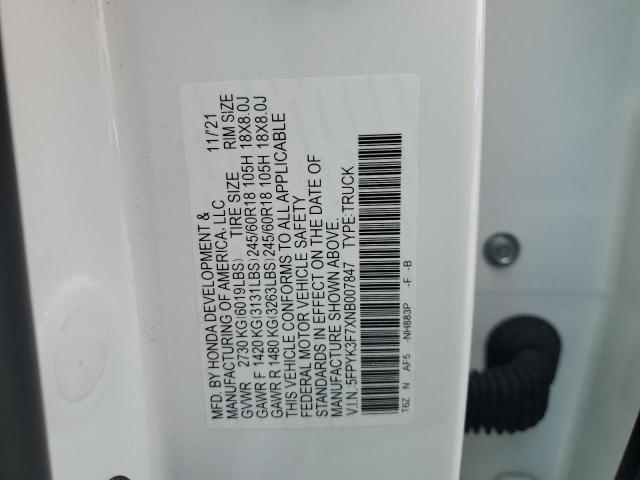 MFD. BY HONDA DEVELOPMENT & 11/'21
MANUFACTURING OF AMERICA, LLC
GVWR 2730 KG(6019LBS) TIRE SIZE RIM SIZE
GAWR F 1420 KG(3131LBS) 245/60R18 105H 18X8.0J
GAWR R 1480 KG(3263LBS) 245/60R18 105H 18X8.0J
THIS VEHICLE CONFORMS TO ALL APPLICABLE
FEDERAL MOTOR VEHICLE SAFETY
STANDARDS IN EFFECT ON THE DATE OF
MANUFACTURE SHOWN ABOVE.
V.I.N.: 5FPYK3F7XNB007847 TYPE:TRUCK
T6Z N AF5 -NH883P -F -B